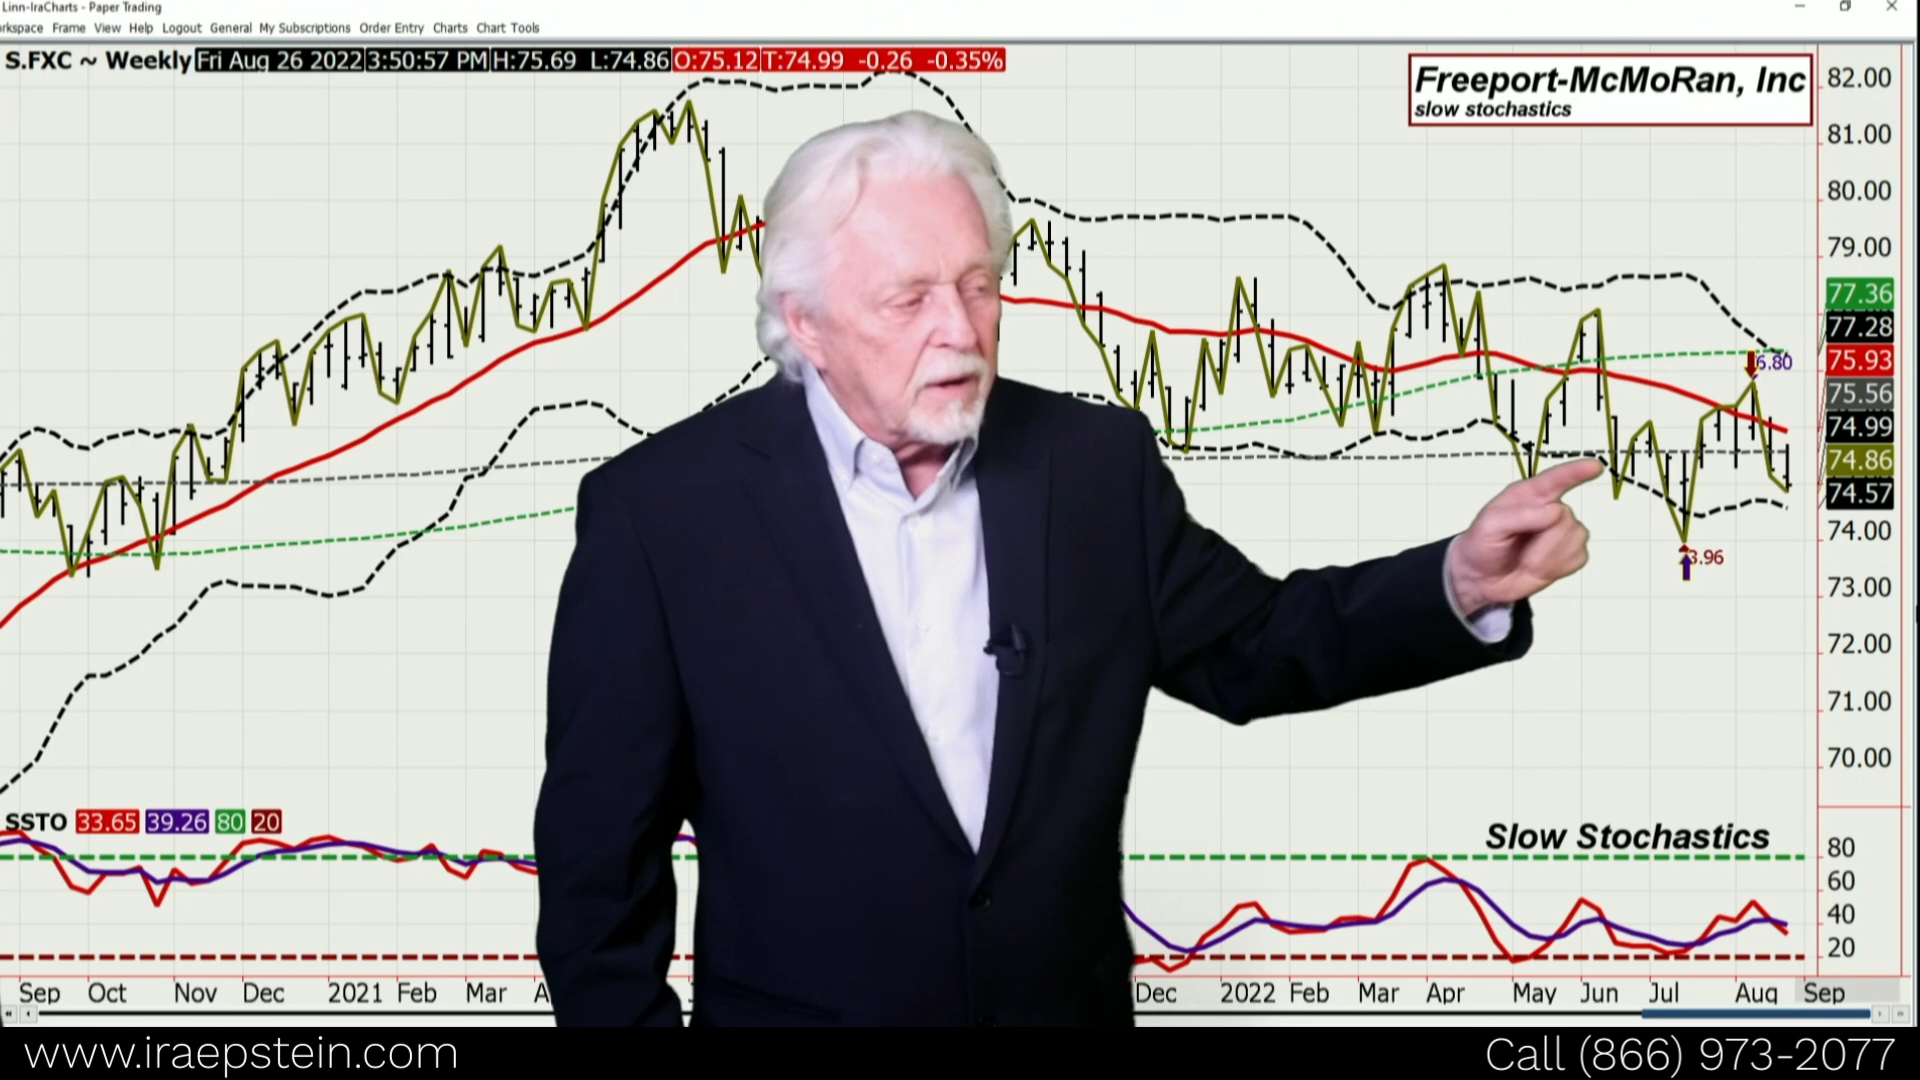 Linn-IraCharts - Paper Trading
rkspace Frame View Help Logout General My Subscriptions Order Entry Charts Chart Tools
S.FXC ~ Weekly Fri Aug 26 2022 3:50:57 PM H:75.69 L:74.86 O:75.12 T:74.99 -0.26 -0.35%
Freeport-McMoRan, Inc
slow stochastics
82.00
81.00
80.00
79.00
77.36
77.28
75.93
75.56
74.99
74.86
74.57
74.00
73.00
72.00
71.00
70.00
6.80
3.96
SSTO 33.65 39.26 80 20
Slow Stochastics
80
60
40
20
Sep Oct Nov Dec 2021 Feb Mar A Dec 2022 Feb Mar Apr May Jun Jul Aug Sep
www.iraepstein.com
Call (866) 973-2077